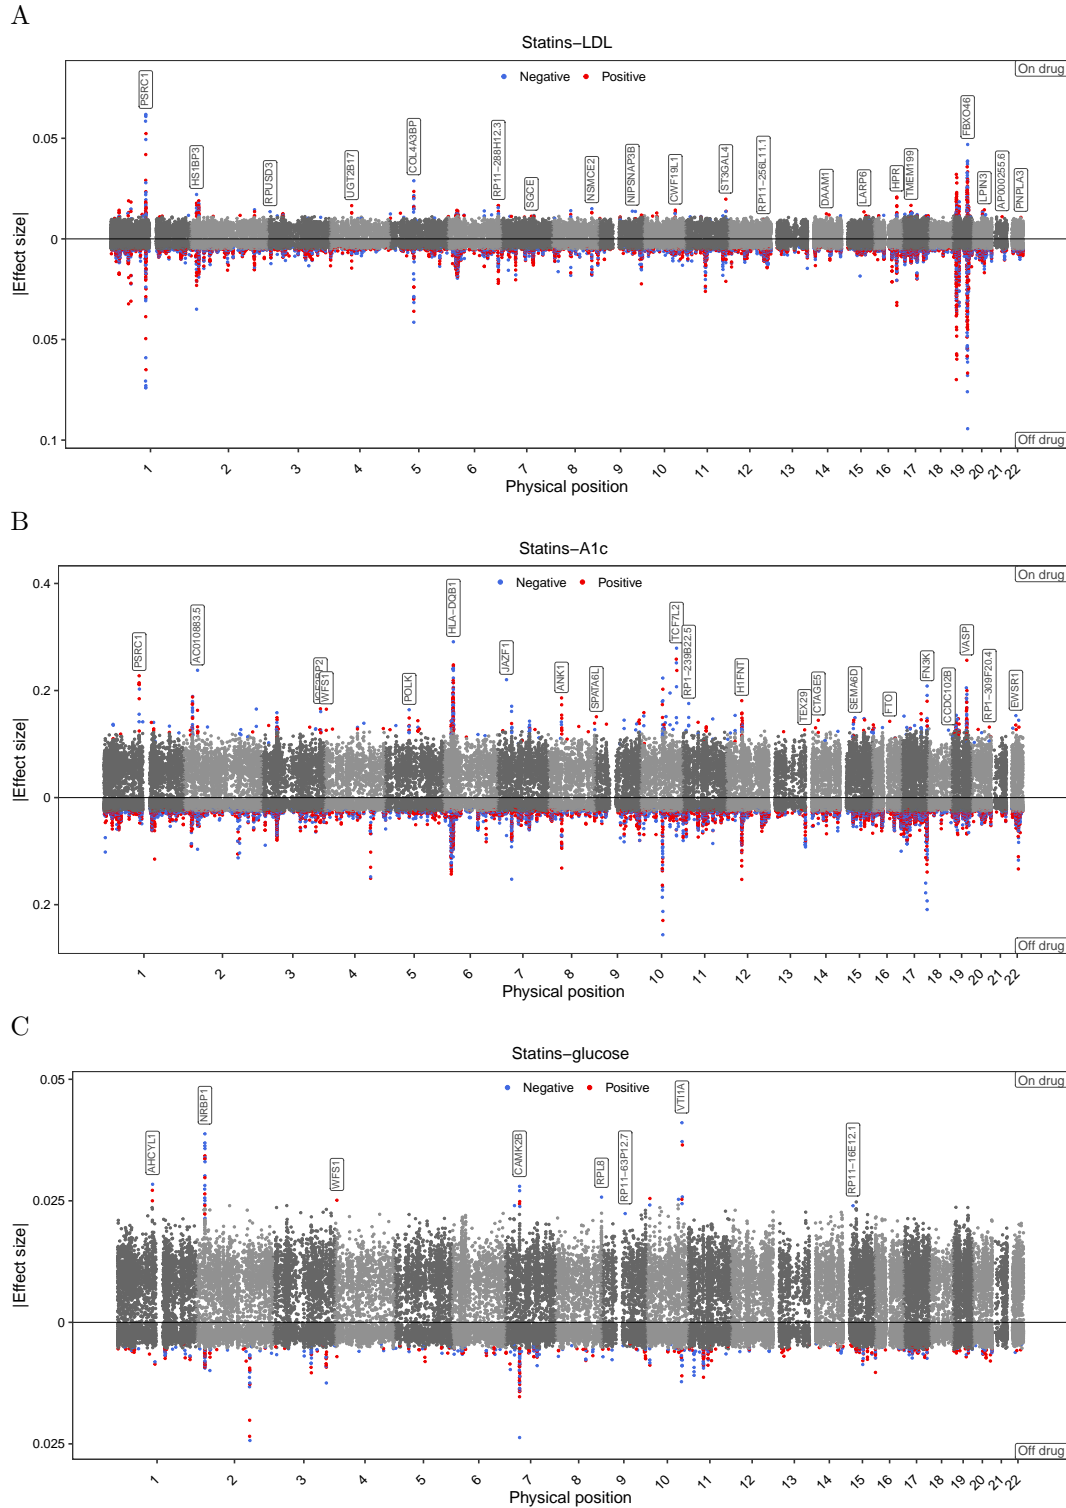 A
Statins−LDL
On drug
Negative Positive
PSRC1
HS1BP3
RPUSD3
UGT2B17
COL4A3BP
RP11−288H12.3
SGCE
NSMCE2
NIPSNAP3B
CWF19L1
ST3GAL4
RP11−256L11.1
DAAM1
LARP6
HPR
TMEM199
FBXO46
LPIN3
AP000255.6
PNPLA3
|Effect size|
0.05
0
0.05
0.1
Off drug
1 2 3 4 5 6 7 8 9 10 11 12 13 14 15 16 17 18 19 20 21 22
Physical position
B
Statins−A1c
On drug
Negative Positive
PSRC1
AC010883.5
WFS1
POLK
HLA−DQB1
JAZF1
ANK1
SPATA6L
TCF7L2
RP1−239B22.5
H1FNT
TEX29
CTAGE5
SEMA6D
FTO
FN3K
CCDC102B
VASP
RP1−309F20.4
EWSR1
|Effect size|
0.4
0.2
0
0.2
Off drug
1 2 3 4 5 6 7 8 9 10 11 12 13 14 15 16 17 18 19 20 21 22
Physical position
C
Statins−glucose
On drug
Negative Positive
AHCYL1
NRBP1
WFS1
CAMK2B
RPL8
RP11−63P12.7
VTI1A
RP11−16E12.1
|Effect size|
0.05
0.025
0
0.025
Off drug
1 2 3 4 5 6 7 8 9 10 11 12 13 14 15 16 17 18 19 20 21 22
Physical position